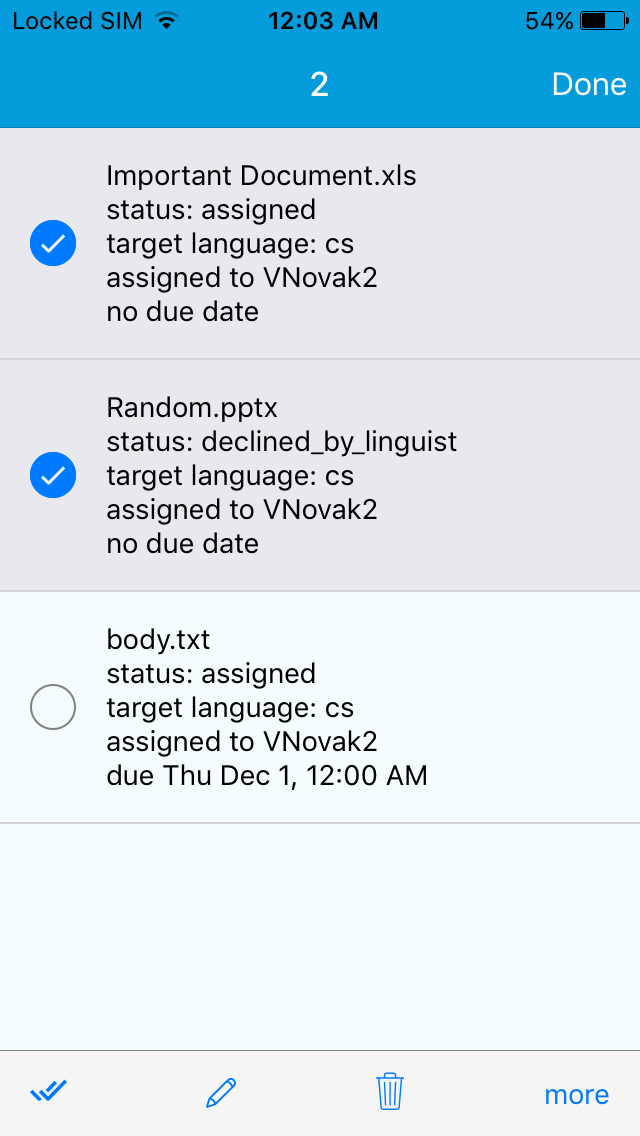 Locked SIM 12:03 AM 54%
2 Done
Important Document.xls
status: assigned
target language: cs
assigned to VNovak2
no due date
Random.pptx
status: declined_by_linguist
target language: cs
assigned to VNovak2
no due date
body.txt
status: assigned
target language: cs
assigned to VNovak2
due Thu Dec 1, 12:00 AM
more